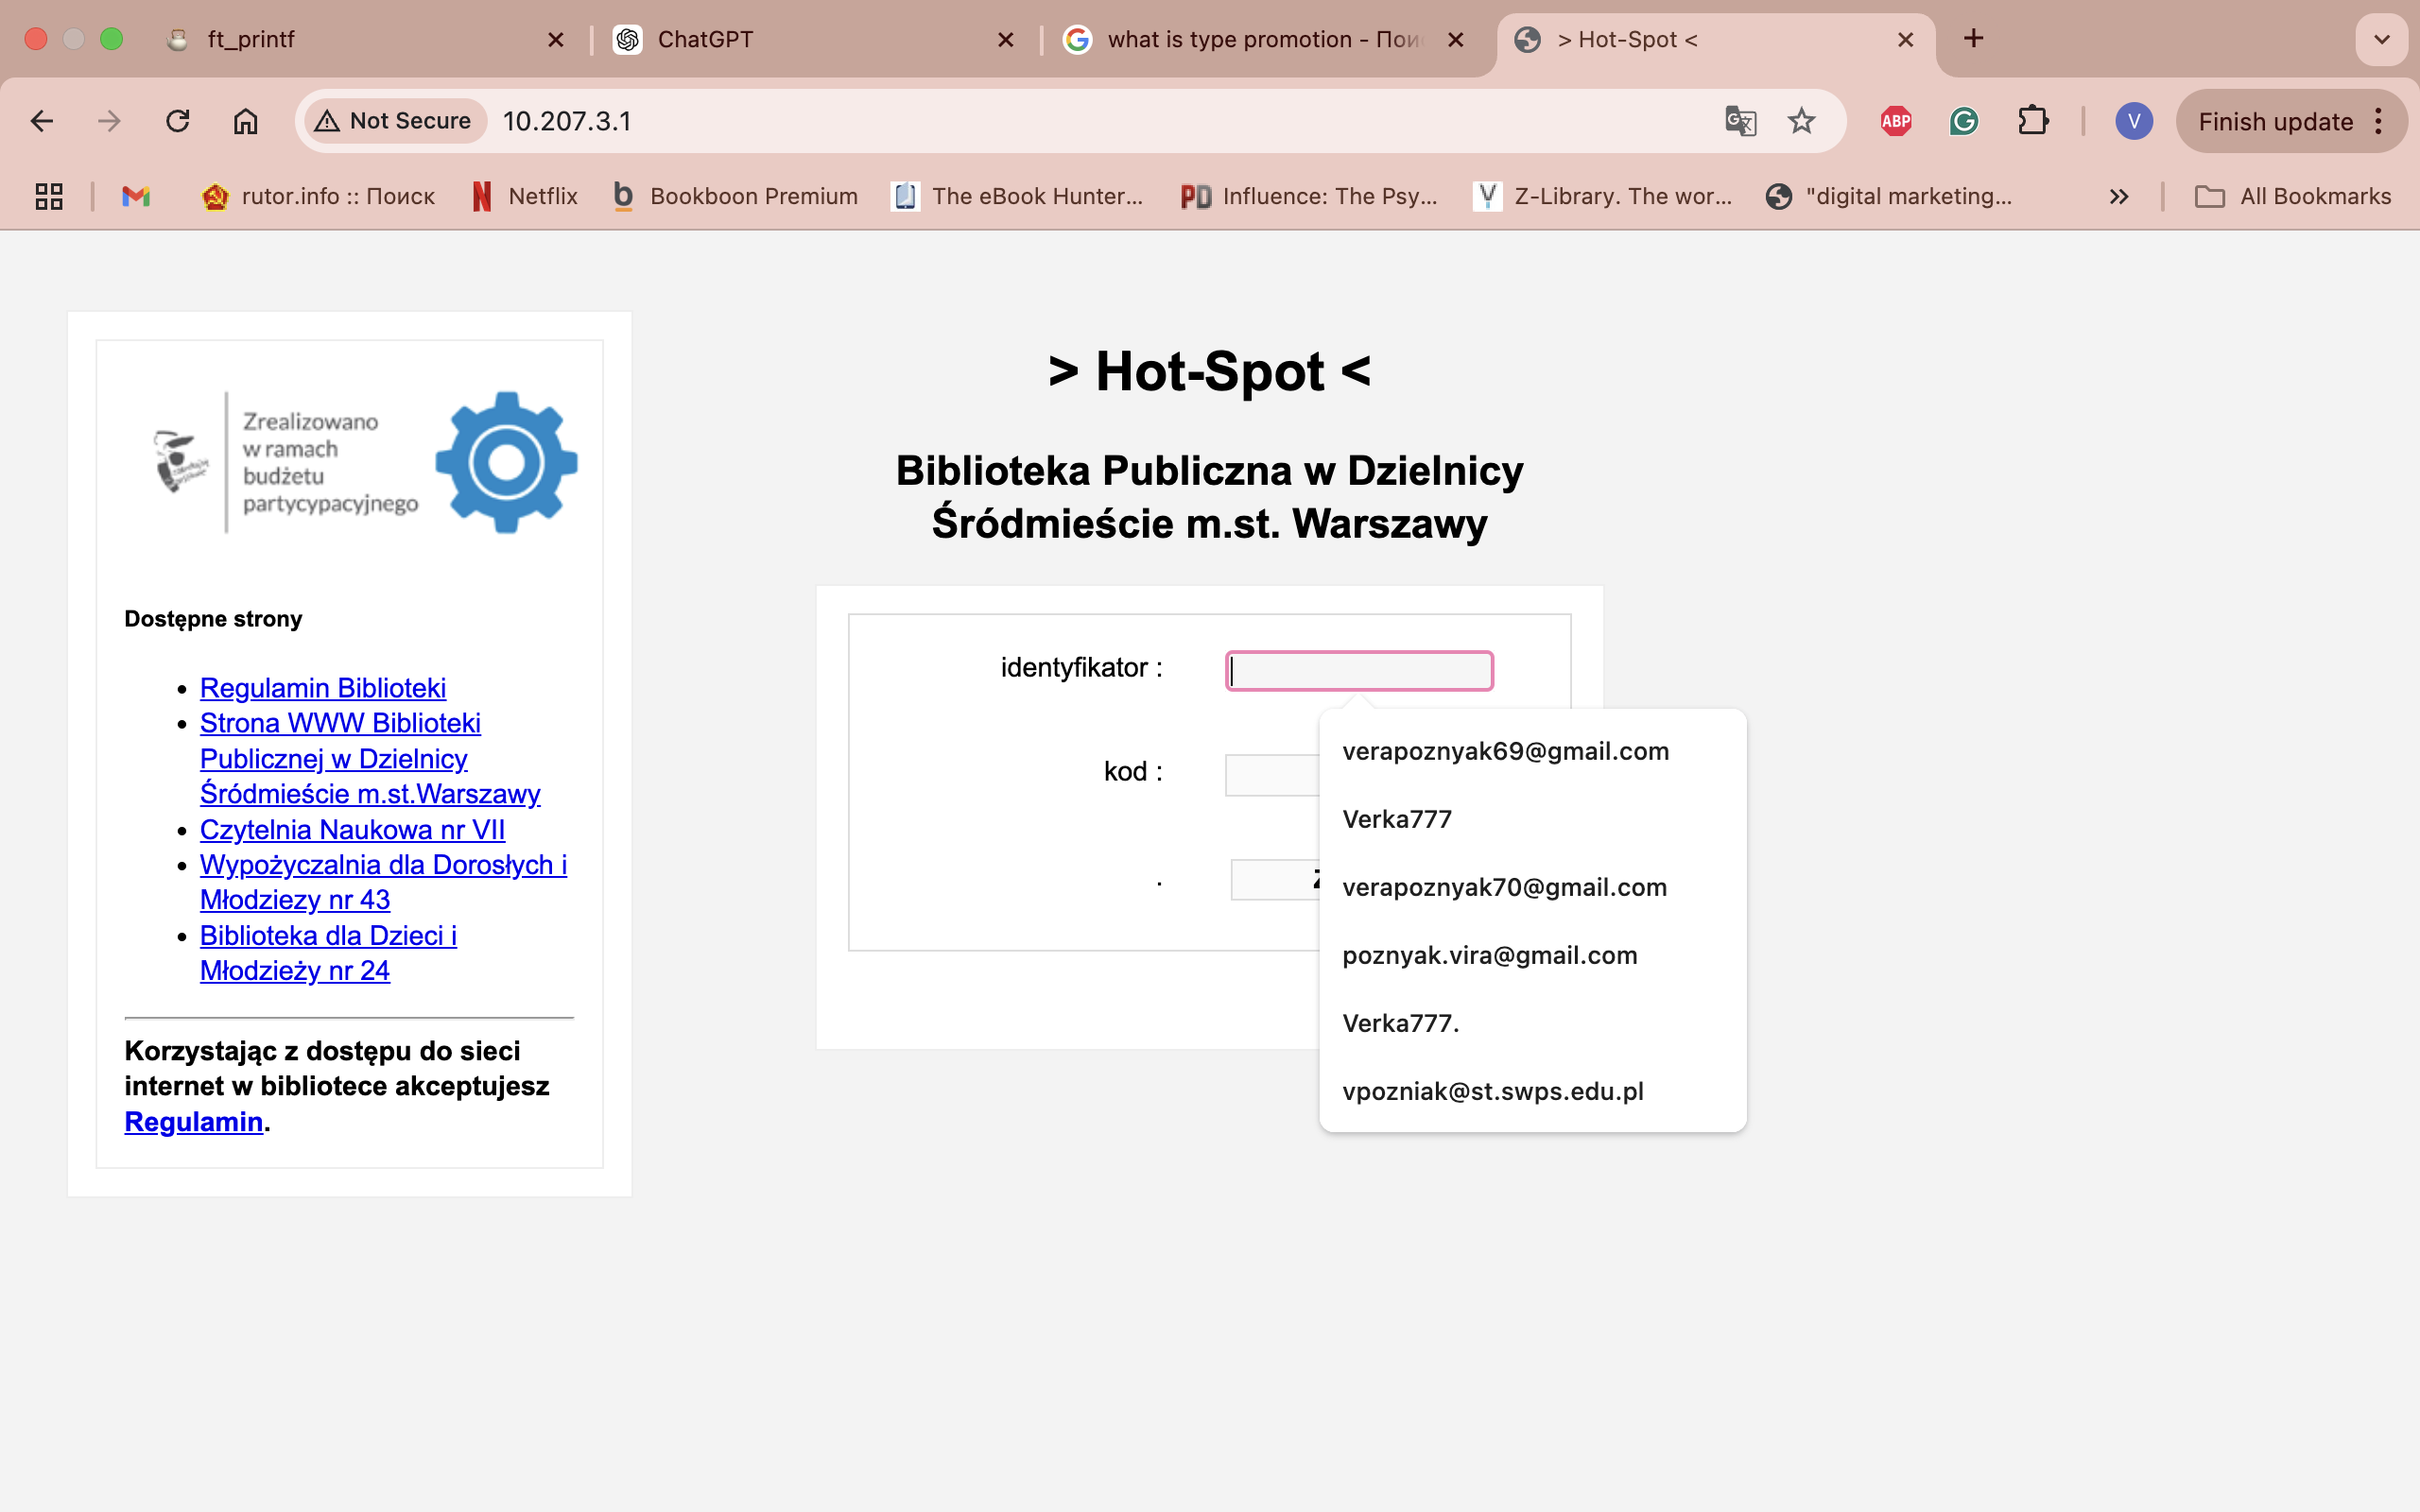 ft_printf
ChatGPT
what is type promotion - Пои
> Hot-Spot <
Not Secure
10.207.3.1
ABP
V
Finish update
rutor.info :: Поиск
Netflix
Bookboon Premium
The eBook Hunter...
Influence: The Psy...
Z-Library. The wor...
"digital marketing...
All Bookmarks
Zrealizowano
w ramach
budżetu
partycypacyjnego
Dostępne strony
Regulamin Biblioteki
Strona WWW Biblioteki
Publicznej w Dzielnicy
Śródmieście m.st.Warszawy
Czytelnia Naukowa nr VII
Wypożyczalnia dla Dorosłych i
Młodziezy nr 43
Biblioteka dla Dzieci i
Młodzieży nr 24
Korzystając z dostępu do sieci
internet w bibliotece akceptujesz
Regulamin.
> Hot-Spot <
Biblioteka Publiczna w Dzielnicy
Śródmieście m.st. Warszawy
identyfikator :
kod :
.
verapoznyak69@gmail.com
Verka777
verapoznyak70@gmail.com
poznyak.vira@gmail.com
Verka777.
vpozniak@st.swps.edu.pl